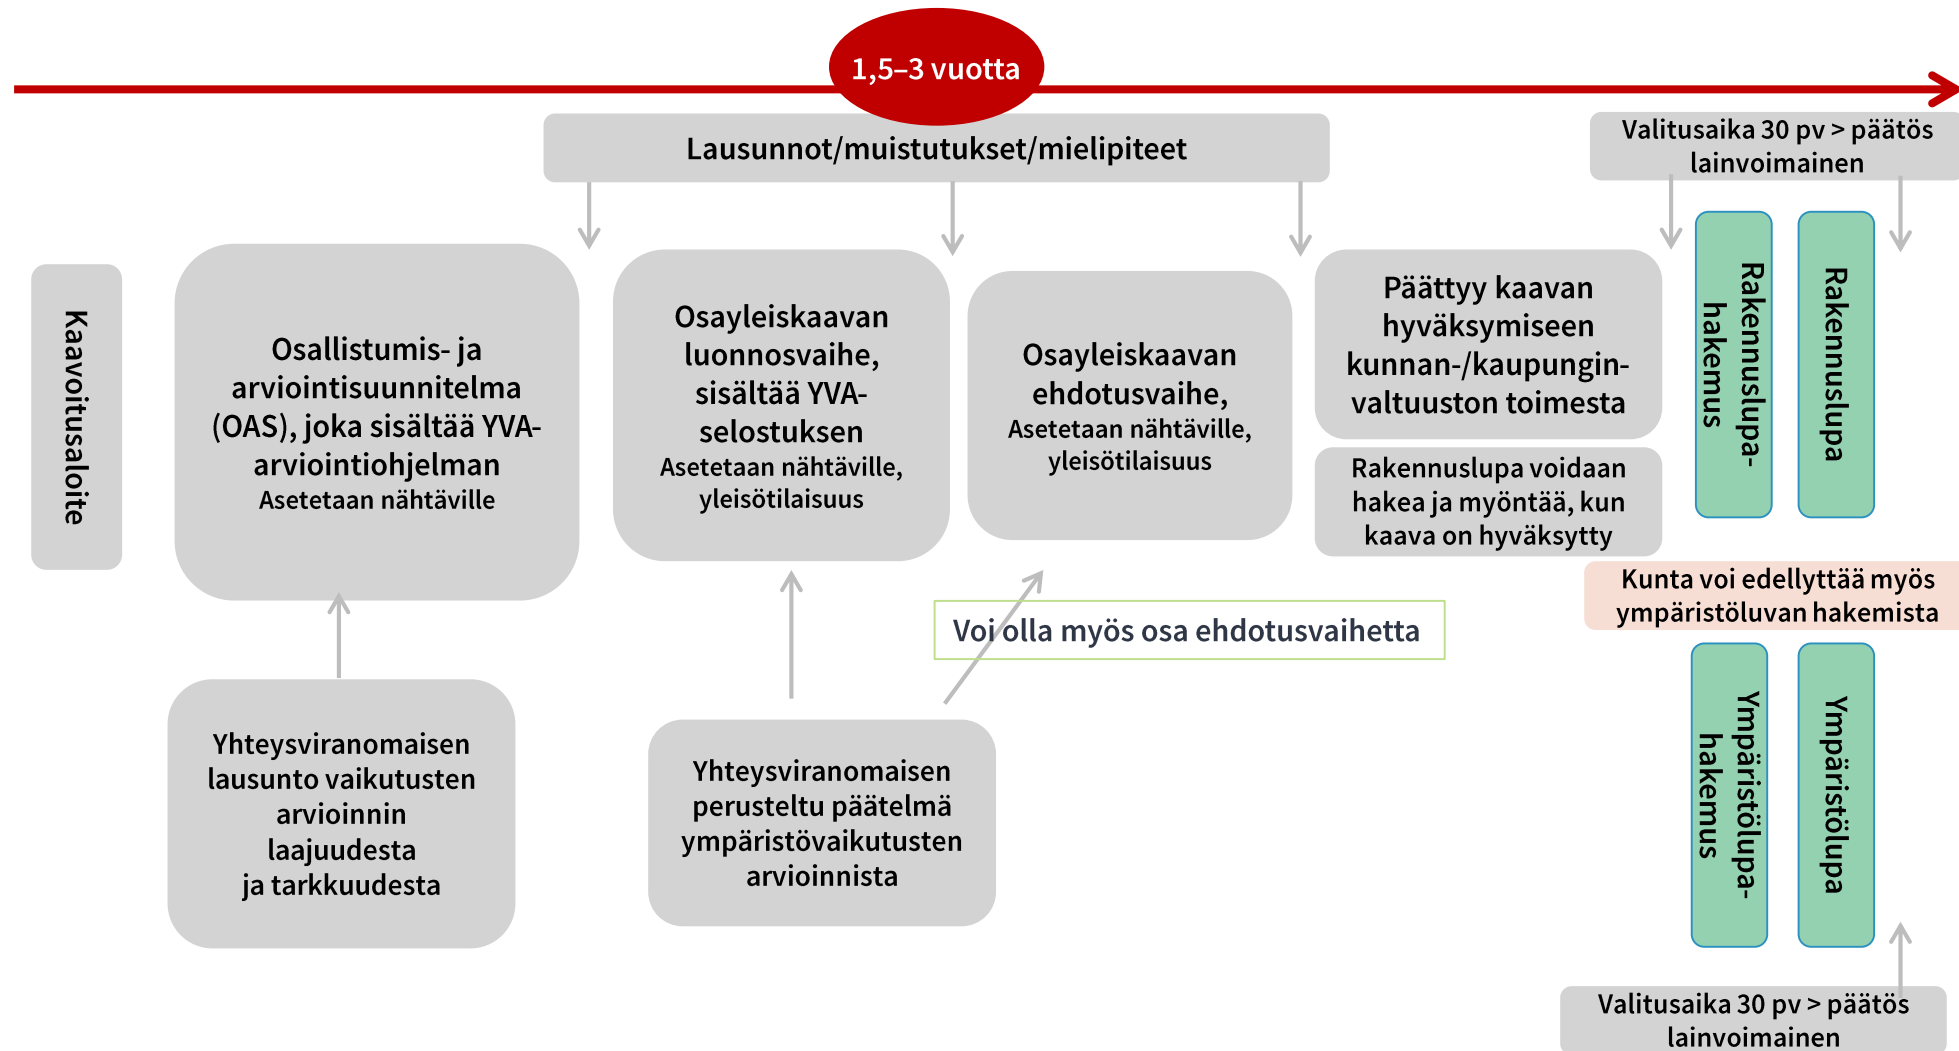 1,5–3 vuotta
Lausunnot/muistutukset/mielipiteet
Valitusaika 30 pv > päätös
lainvoimainen
Kaavoitusaloite
Osallistumis- ja
arviointisuunnitelma
(OAS), joka sisältää YVA-
arviointiohjelman
Asetetaan nähtäville
Osayleiskaavan
luonnosvaihe,
sisältää YVA-
selostuksen
Asetetaan nähtäville,
yleisötilaisuus
Osayleiskaavan
ehdotusvaihe,
Asetetaan nähtäville,
yleisötilaisuus
Päättyy kaavan
hyväksymiseen
kunnan-/kaupungin-
valtuuston toimesta
Rakennuslupa voidaan
hakea ja myöntää, kun
kaava on hyväksytty
Rakennuslupa-
hakemus
Rakennuslupa
Kunta voi edellyttää myös
ympäristöluvan hakemista
Voi olla myös osa ehdotusvaihetta
Yhteysviranomaisen
lausunto vaikutusten
arvioinnin
laajuudesta
ja tarkkuudesta
Yhteysviranomaisen
perusteltu päätelmä
ympäristövaikutusten
arvioinnista
Ympäristölupa-
hakemus
Ympäristölupa
Valitusaika 30 pv > päätös
lainvoimainen